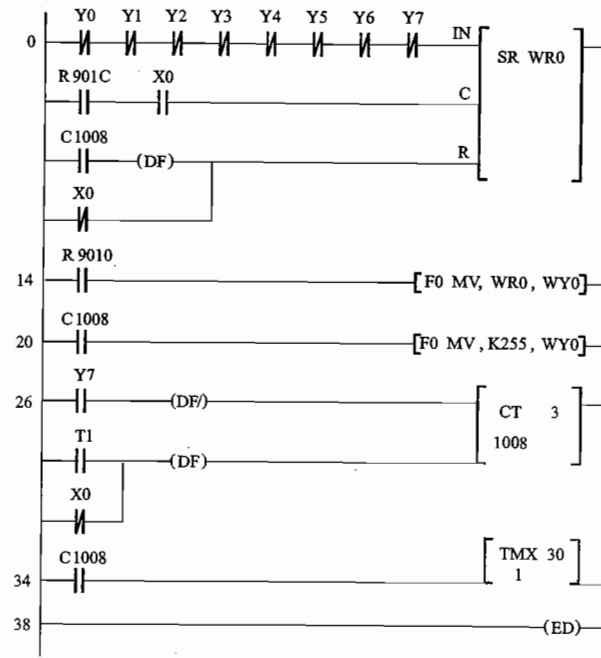 Y0 Y1 Y2 Y3 Y4 Y5 Y6 Y7
0 IN SR WR0
R 901C X0
C
C1008
(DF) R
X0
R 9010
14 [F0 MV, WR0, WY0]
C1008
20 [F0 MV, K255, WY0]
Y7
26 (DF/) CT 3
T1 1008
(DF)
X0
C1008 TMX 30
34 1
38 (ED)